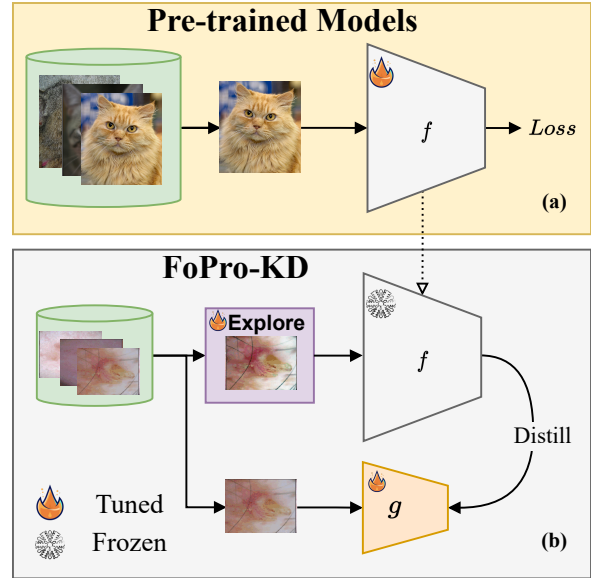 Pre-trained Models
f
Loss
(a)
FoPro-KD
Explore
f
Distill
g
Tuned
Frozen
(b)